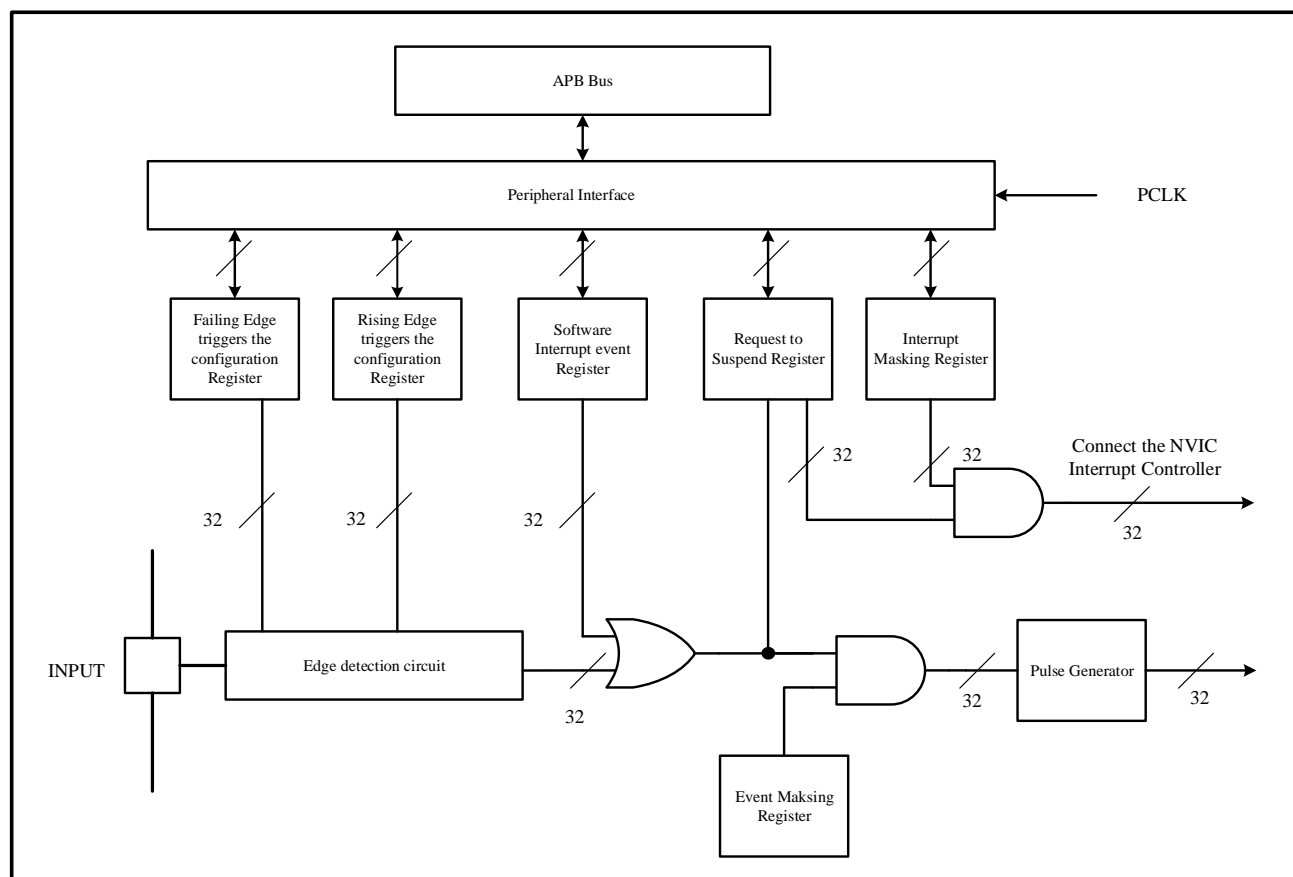 APB Bus
Peripheral Interface
PCLK
Failing Edge
triggers the
configuration
Register
Rising Edge
triggers the
configuration
Register
Software
Interrupt event
Register
Request to
Suspend Register
Interrupt
Masking Register
32
32
Connect the NVIC
Interrupt Controller
32
32
32
32
INPUT
Edge detection circuit
32
32
Pulse Generator
32
Event Maksing
Register